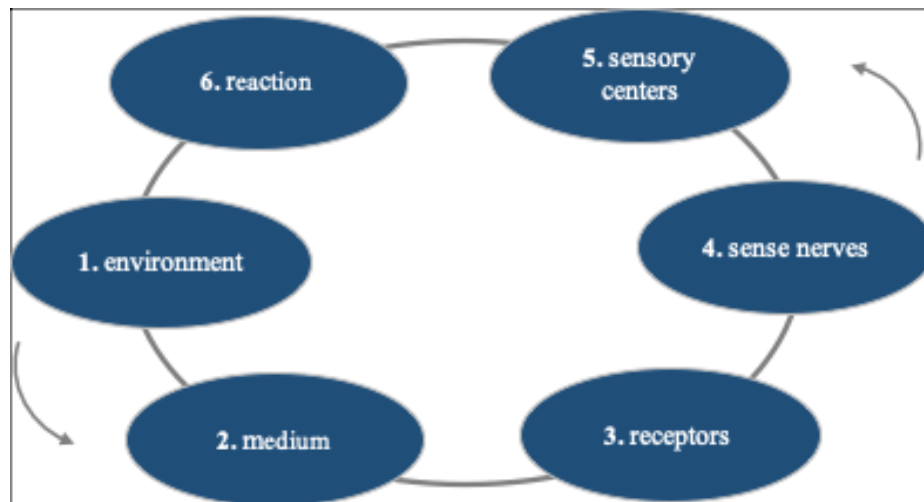 1. environment
2. medium
3. receptors
4. sense nerves
5. sensory
centers
6. reaction